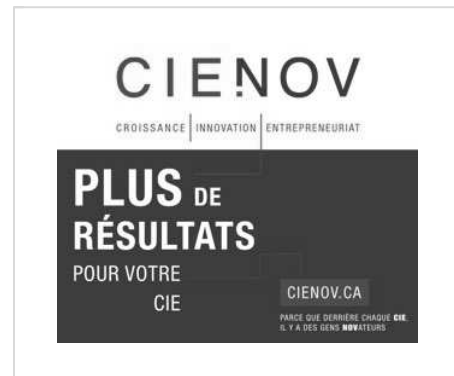 CIENOV
CROISSANCE INNOVATION ENTREPRENEURIAT
PLUS DE
RÉSULTATS
POUR VOTRE
CIE
CIENOV.CA
PARCE QUE DERRIÈRE CHAQUE CIE,
IL Y A DES GENS NOVATEURS